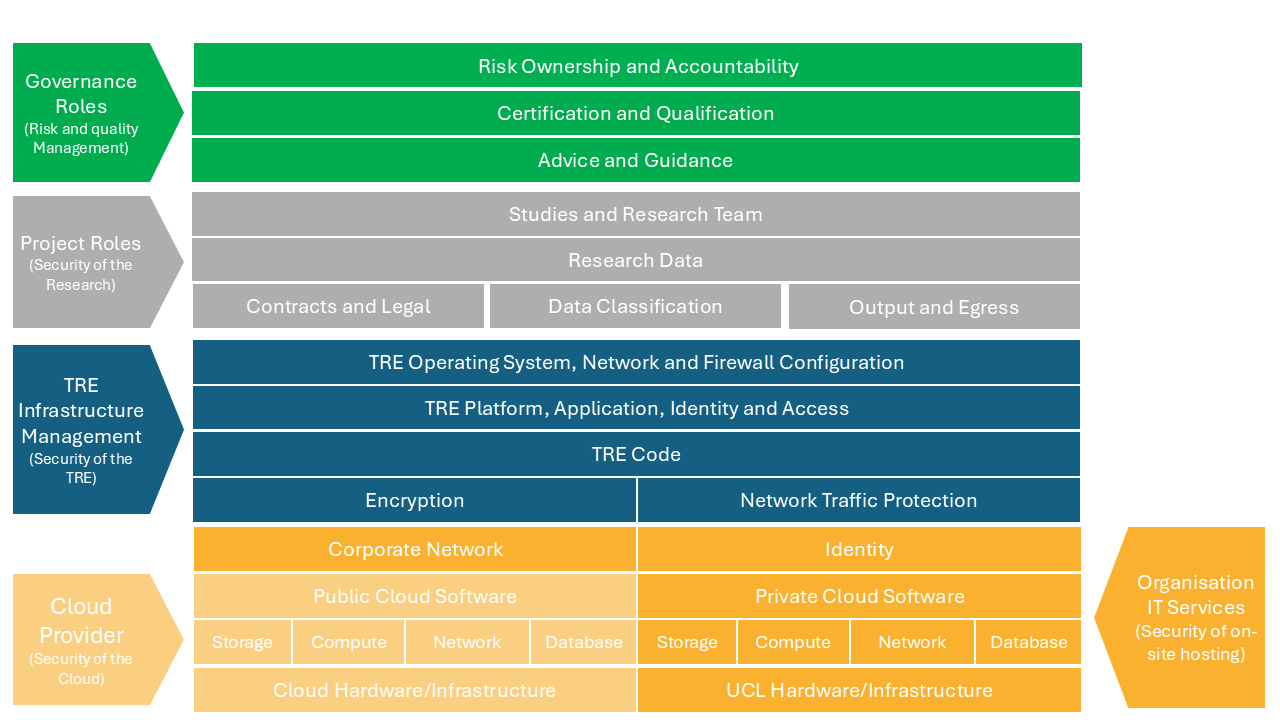 Governance
Roles
(Risk and quality
Management)
Risk Ownership and Accountability
Certification and Qualification
Advice and Guidance
Project Roles
(Security of the
Research)
Studies and Research Team
Research Data
Contracts and Legal
Data Classification
Output and Egress
TRE
Infrastructure
Management
(Security of the
TRE)
TRE Operating System, Network and Firewall Configuration
TRE Platform, Application, Identity and Access
TRE Code
Encryption
Network Traffic Protection
Corporate Network
Identity
Cloud
Provider
(Security of the
Cloud)
Public Cloud Software
Private Cloud Software
Storage
Compute
Network
Database
Storage
Compute
Network
Database
Cloud Hardware/Infrastructure
UCL Hardware/Infrastructure
Organisation
IT Services
(Security of on-
site hosting)